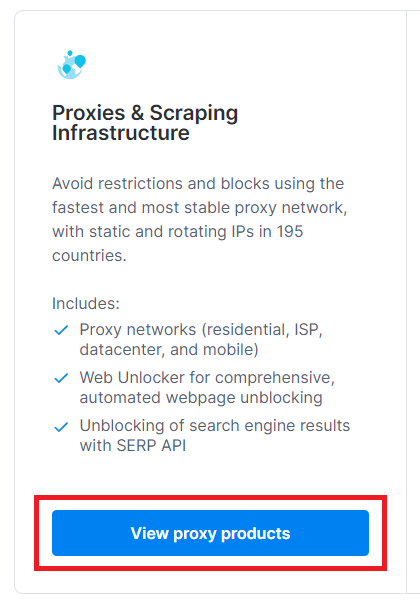 Proxies & Scraping
Infrastructure
Avoid restrictions and blocks using the
fastest and most stable proxy network,
with static and rotating IPs in 195
countries.
Includes:
Proxy networks (residential, ISP,
datacenter, and mobile)
Web Unlocker for comprehensive,
automated webpage unblocking
Unblocking of search engine results
with SERP API
View proxy products